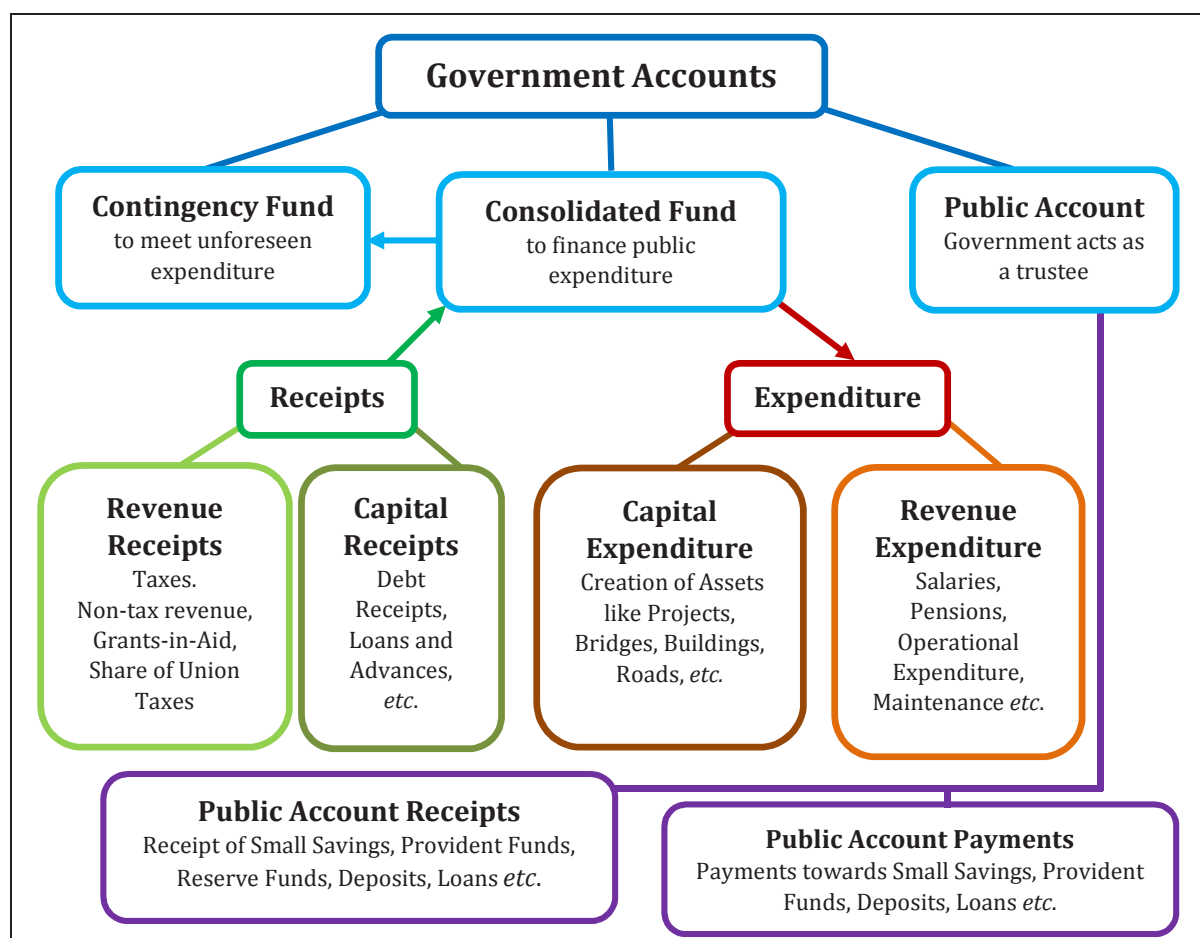 Government Accounts
Contingency Fund
to meet unforeseen
expenditure
Consolidated Fund
to finance public
expenditure
Public Account
Government acts as
a trustee
Receipts
Expenditure
Revenue
Receipts
Taxes.
Non-tax revenue,
Grants-in-Aid,
Share of Union
Taxes
Capital
Receipts
Debt
Receipts,
Loans and
Advances,
etc.
Capital
Expenditure
Creation of Assets
like Projects,
Bridges, Buildings,
Roads, etc.
Revenue
Expenditure
Salaries,
Pensions,
Operational
Expenditure,
Maintenance etc.
Public Account Receipts
Receipt of Small Savings, Provident Funds,
Reserve Funds, Deposits, Loans etc.
Public Account Payments
Payments towards Small Savings, Provident
Funds, Deposits, Loans etc.